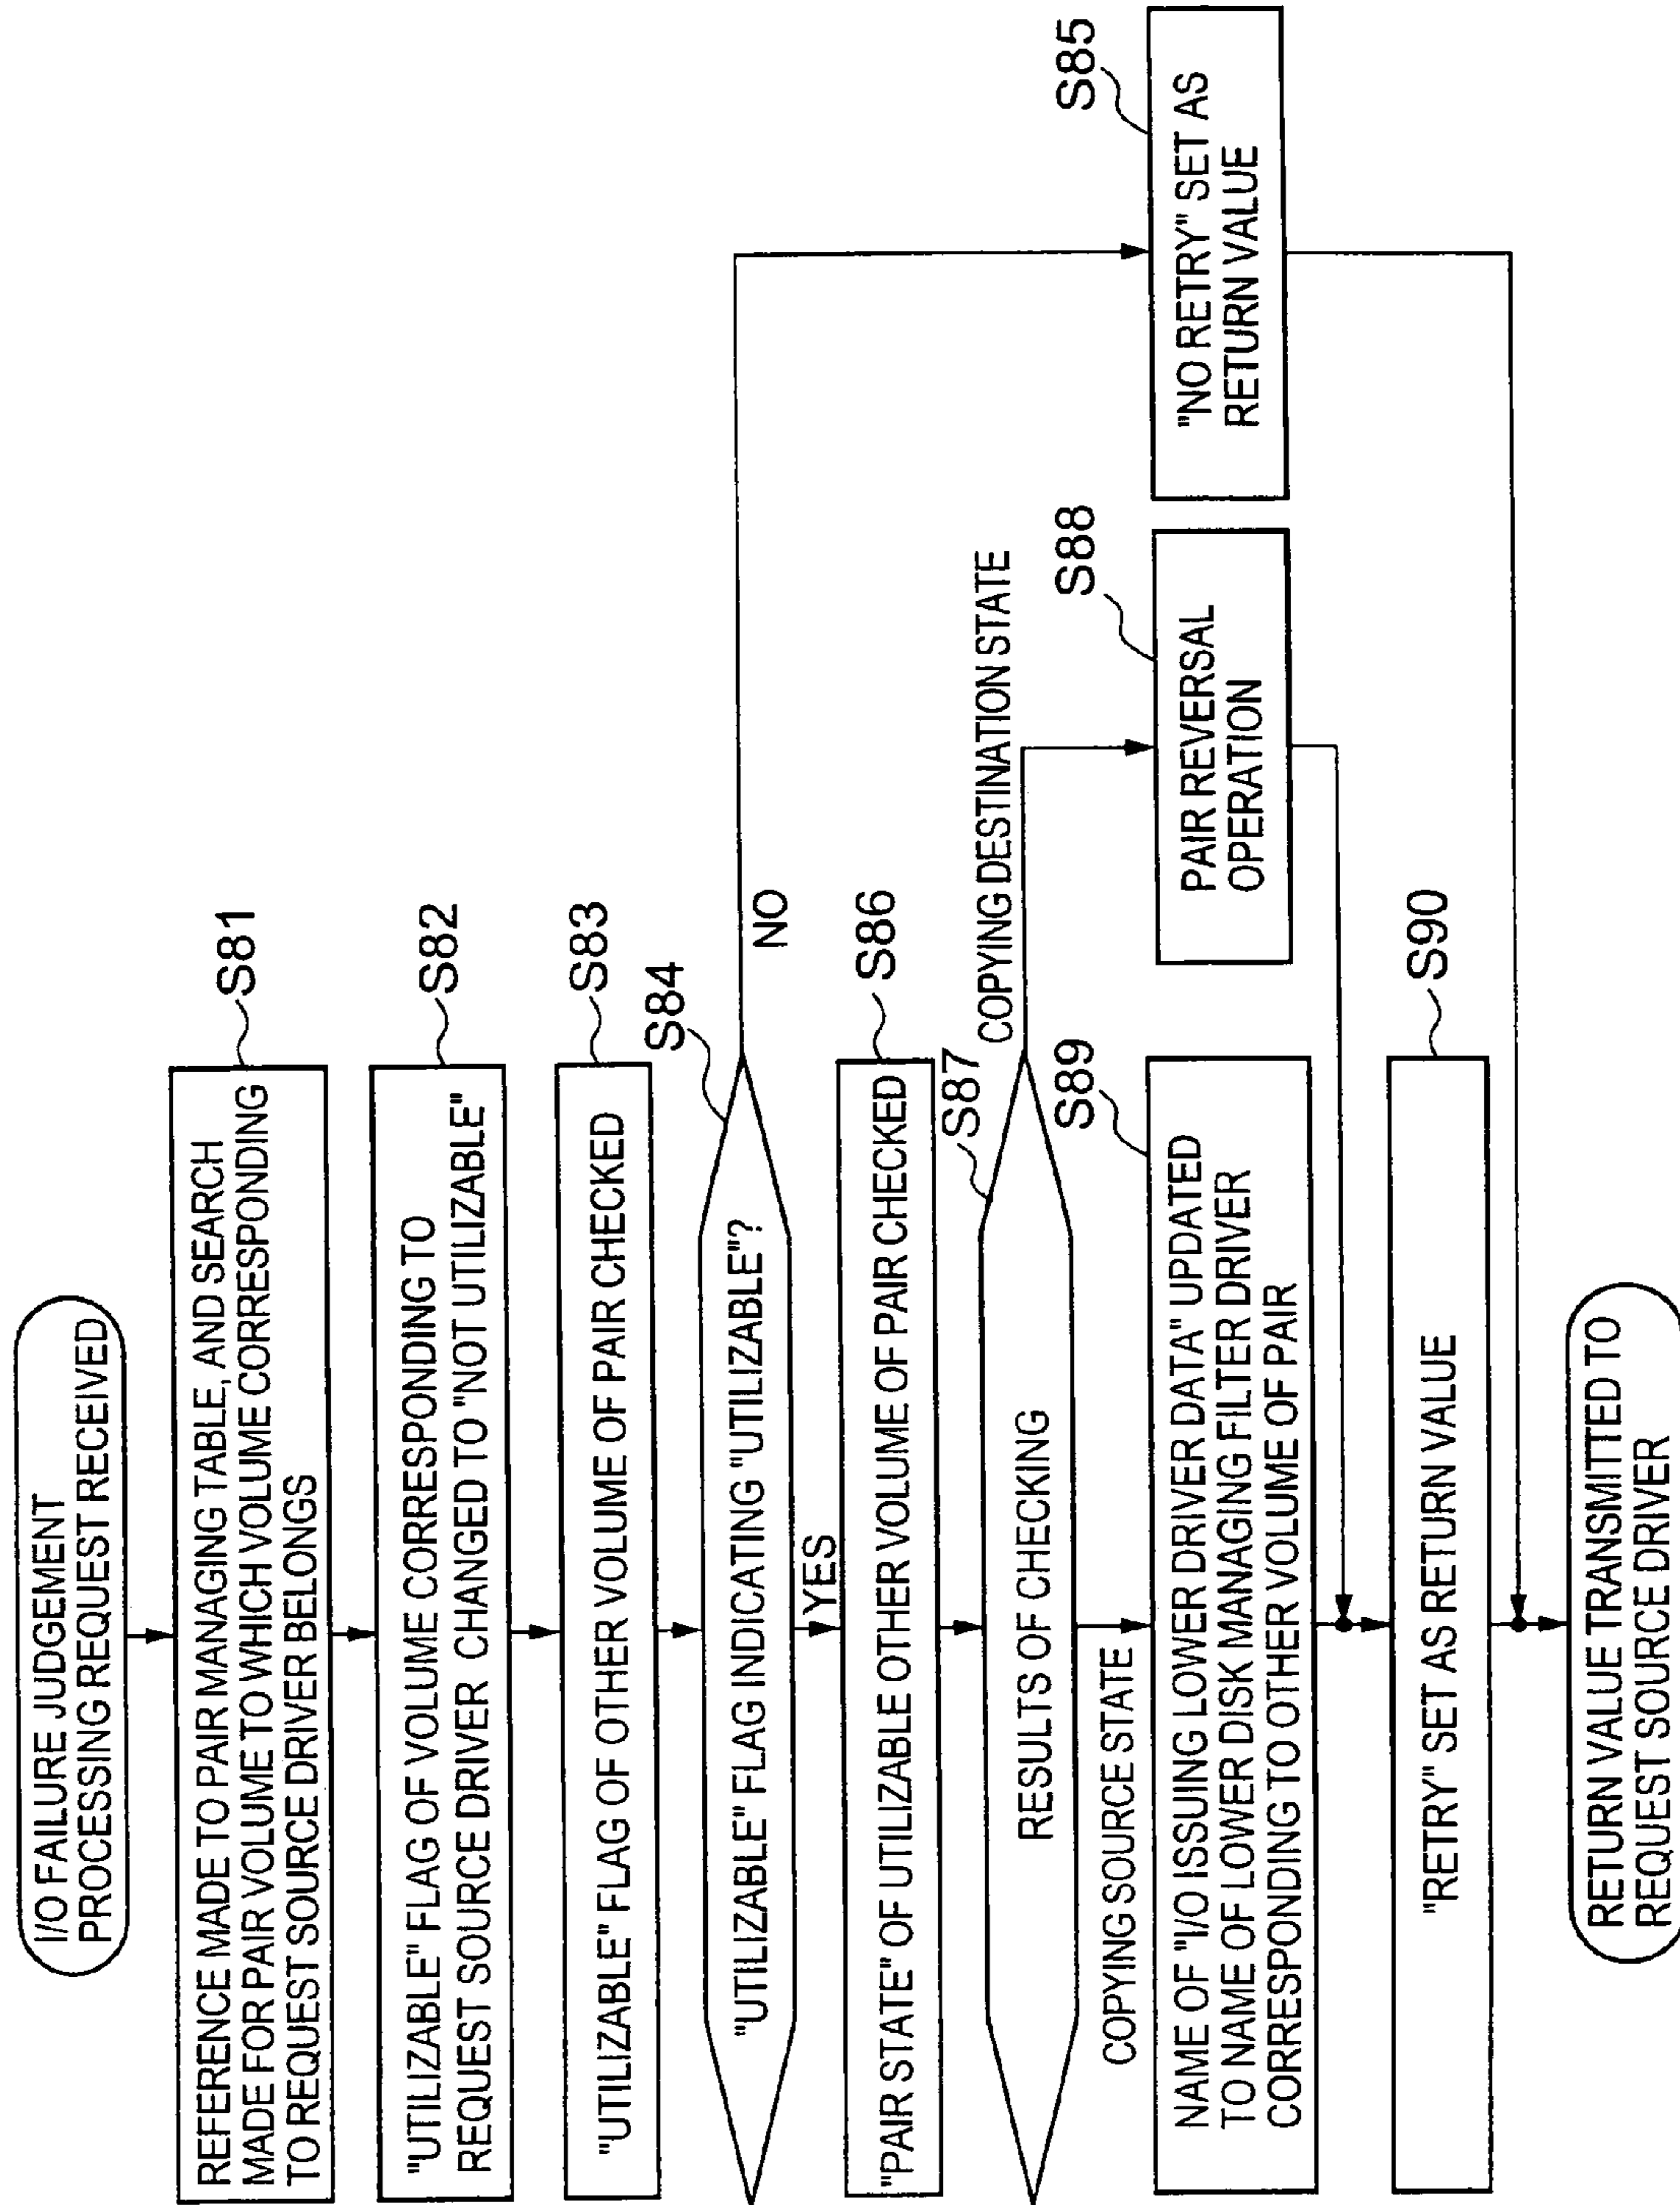 I/O FAILURE JUDGEMENT
PROCESSING REQUEST RECEIVED
S81
REFERENCE MADE TO PAIR MANAGING TABLE, AND SEARCH
MADE FOR PAIR VOLUME TO WHICH VOLUME CORRESPONDING
TO REQUEST SOURCE DRIVER BELONGS
S82
"UTILIZABLE" FLAG OF VOLUME CORRESPONDING TO
REQUEST SOURCE DRIVER CHANGED TO "NOT UTILIZABLE"
S83
"UTILIZABLE" FLAG OF OTHER VOLUME OF PAIR CHECKED
S84
"UTILIZABLE" FLAG INDICATING "UTILIZABLE"?
NO
YES
S85
"NO RETRY" SET AS
RETURN VALUE
S86
"PAIR STATE" OF UTILIZABLE OTHER VOLUME OF PAIR CHECKED
S87
RESULTS OF CHECKING
COPYING DESTINATION STATE
COPYING SOURCE STATE
S88
PAIR REVERSAL
OPERATION
S89
NAME OF "I/O ISSUING LOWER DRIVER DATA" UPDATED
TO NAME OF LOWER DISK MANAGING FILTER DRIVER
CORRESPONDING TO OTHER VOLUME OF PAIR
S90
"RETRY" SET AS RETURN VALUE
RETURN VALUE TRANSMITTED TO
REQUEST SOURCE DRIVER